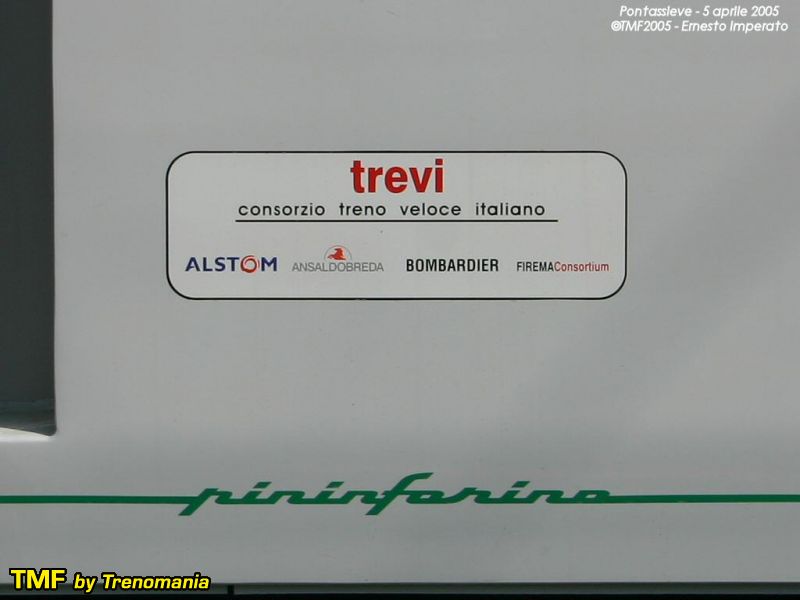 Pontassieve - 5 aprile 2005
©TMF2005 - Ernesto Imperato
trevi
consorzio treno veloce italiano
ALSTOM ANSALDOBREDA BOMBARDIER FIREMAConsortium
pininfarina
TMF by Trenomania